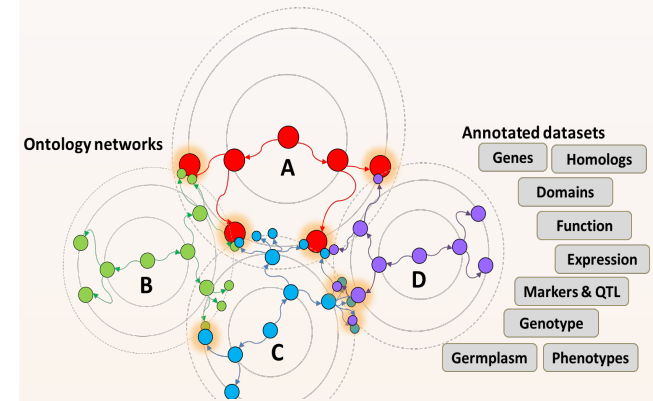 Ontology networks
A
B
C
D
Annotated datasets
Genes
Homologs
Domains
Function
Expression
Markers & QTL
Genotype
Germplasm
Phenotypes